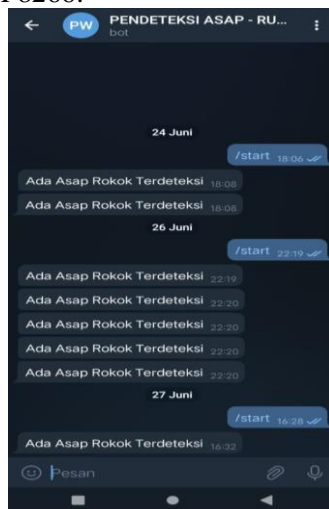 PW PENDETEKSI ASAP - RU...
bot
24 Juni
/start 18:06
Ada Asap Rokok Terdeteksi 18:08
Ada Asap Rokok Terdeteksi 18:08
26 Juni
/start 22:19
Ada Asap Rokok Terdeteksi 22:19
Ada Asap Rokok Terdeteksi 22:20
Ada Asap Rokok Terdeteksi 22:20
Ada Asap Rokok Terdeteksi 22:20
Ada Asap Rokok Terdeteksi 22:20
27 Juni
/start 16:28
Ada Asap Rokok Terdeteksi 16:32
Pesan